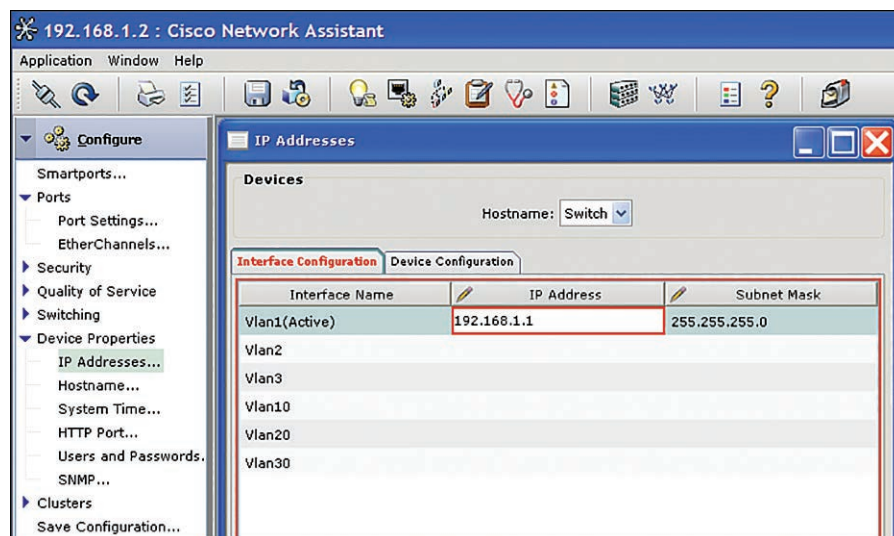 192.168.1.2 : Cisco Network Assistant
Application Window Help
Configure
Smartports...
Ports
Port Settings...
EtherChannels...
Security
Quality of Service
Switching
Device Properties
IP Addresses...
Hostname...
System Time...
HTTP Port...
Users and Passwords.
SNMP...
Clusters
Save Configuration...
IP Addresses
Devices
Hostname: Switch
Interface Configuration Device Configuration
Interface Name IP Address Subnet Mask
Vlan1(Active) 192.168.1.1 255.255.255.0
Vlan2
Vlan3
Vlan10
Vlan20
Vlan30